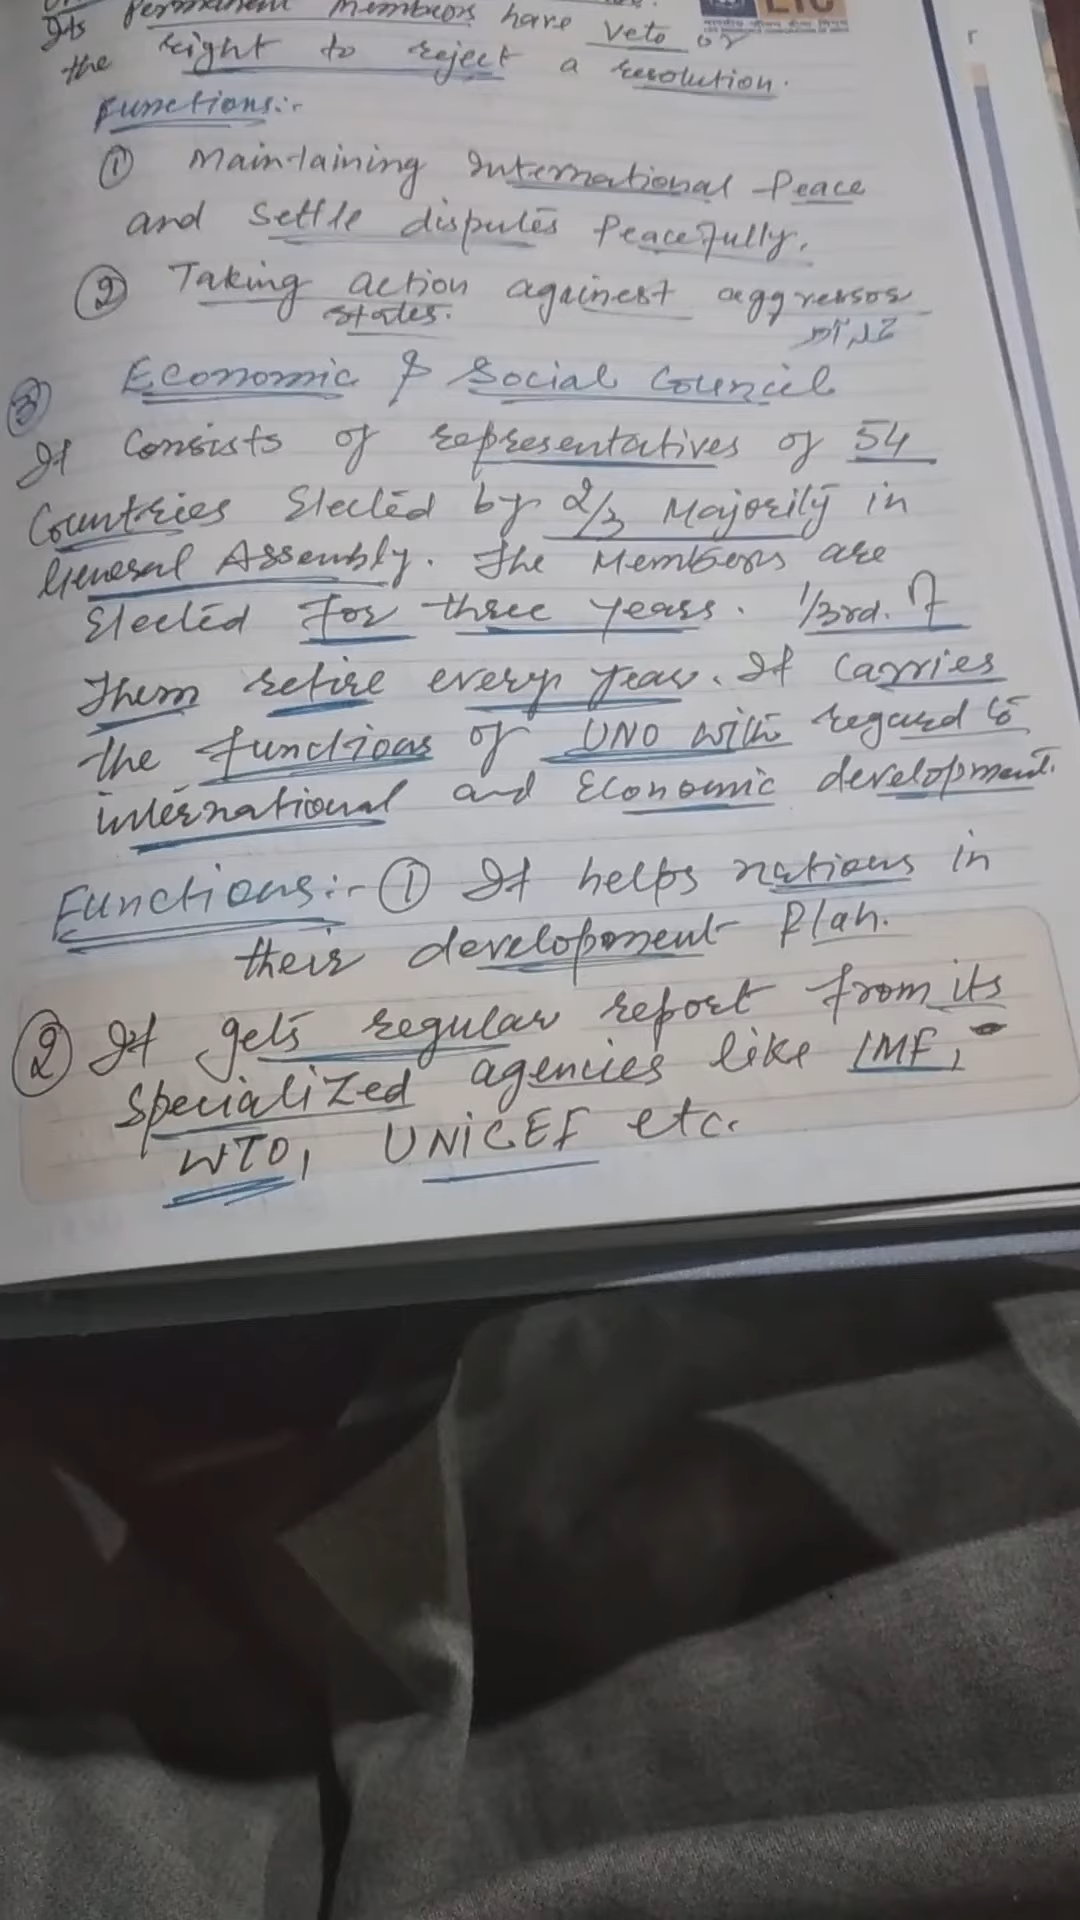 Its Permanent Members have Veto or
the right to reject a resolution.
Functions:-
① Maintaining International Peace
and Settle disputes Peacefully.
② Taking action againest aggressor
states.
③ Economic & Social Council
It Consists of representatives of 54
Countries Elected by 2/3 Majority in
General Assembly. The Members are
Elected For three years. 1/3rd. of
Them retire every year. It Carries
the functions of UNO with regard to
international and Economic development.
Functions:- ① It helps nations in
their development Plan.
② It gets regular report from its
Specialized agencies like IMF,
WTO, UNICEF etc.